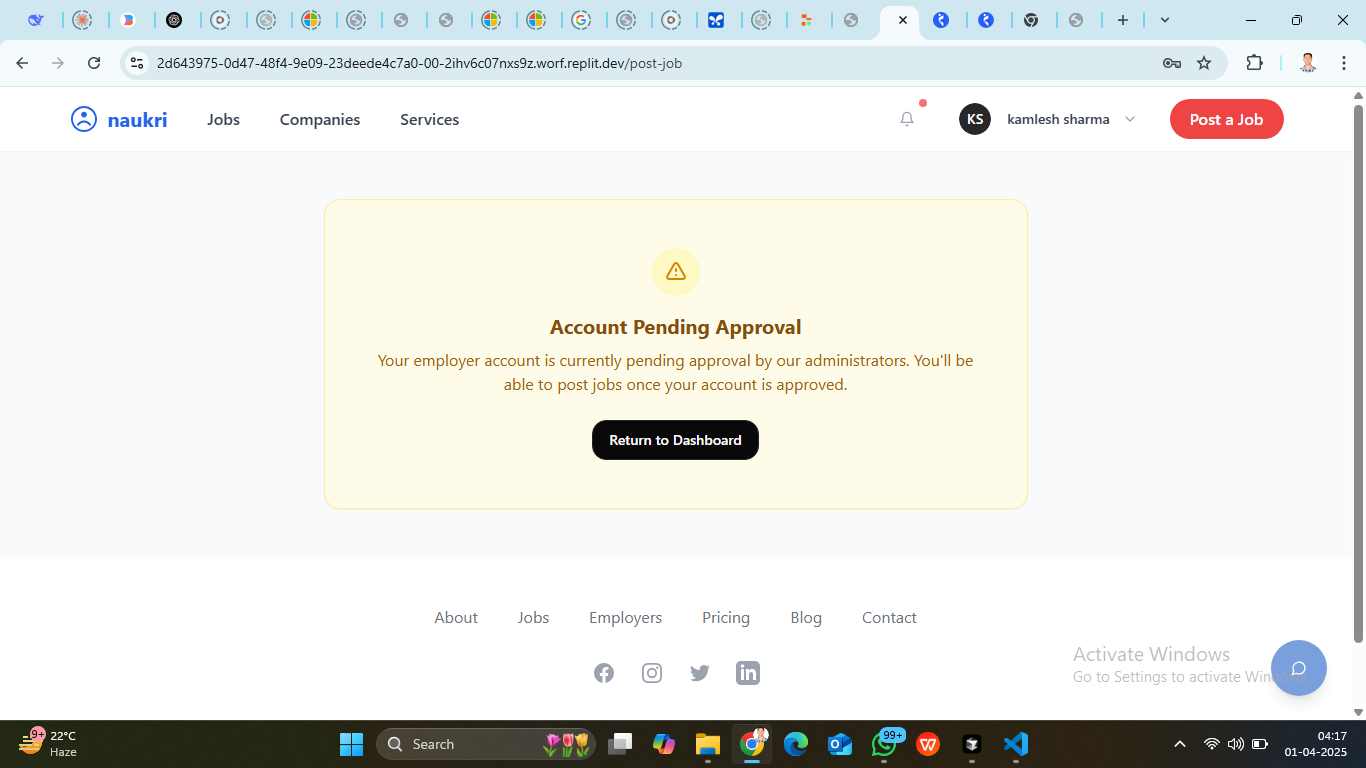 2d643975-0d47-48f4-9e09-23deede4c7a0-00-2ihv6c07nxs9z.worf.replit.dev/post-job
naukri
Jobs
Companies
Services
KS
kamlesh sharma
Post a Job
Account Pending Approval
Your employer account is currently pending approval by our administrators. You'll be
able to post jobs once your account is approved.
Return to Dashboard
About
Jobs
Employers
Pricing
Blog
Contact
Activate Windows
Go to Settings to activate Windows.
9+
22°C
Haze
Search
99+
04:17
01-04-2025